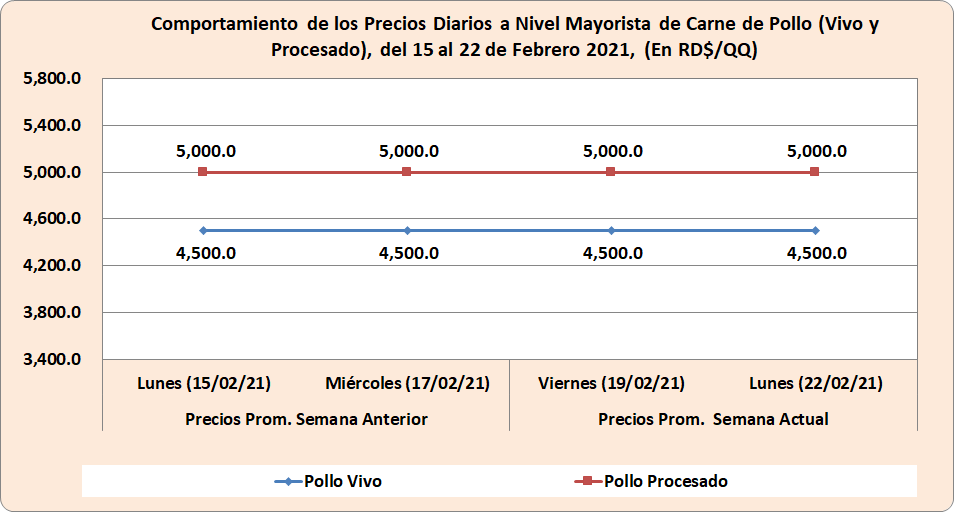 Comportamiento de los Precios Diarios a Nivel Mayorista de Carne de Pollo (Vivo y
Procesado), del 15 al 22 de Febrero 2021, (En RD$/QQ)
5,800.0
5,400.0
5,000.0
4,600.0
4,200.0
3,800.0
3,400.0
5,000.0 5,000.0 5,000.0 5,000.0
4,500.0 4,500.0 4,500.0 4,500.0
Lunes (15/02/21) Miércoles (17/02/21) Viernes (19/02/21) Lunes (22/02/21)
Precios Prom. Semana Anterior Precios Prom. Semana Actual
Pollo Vivo Pollo Procesado